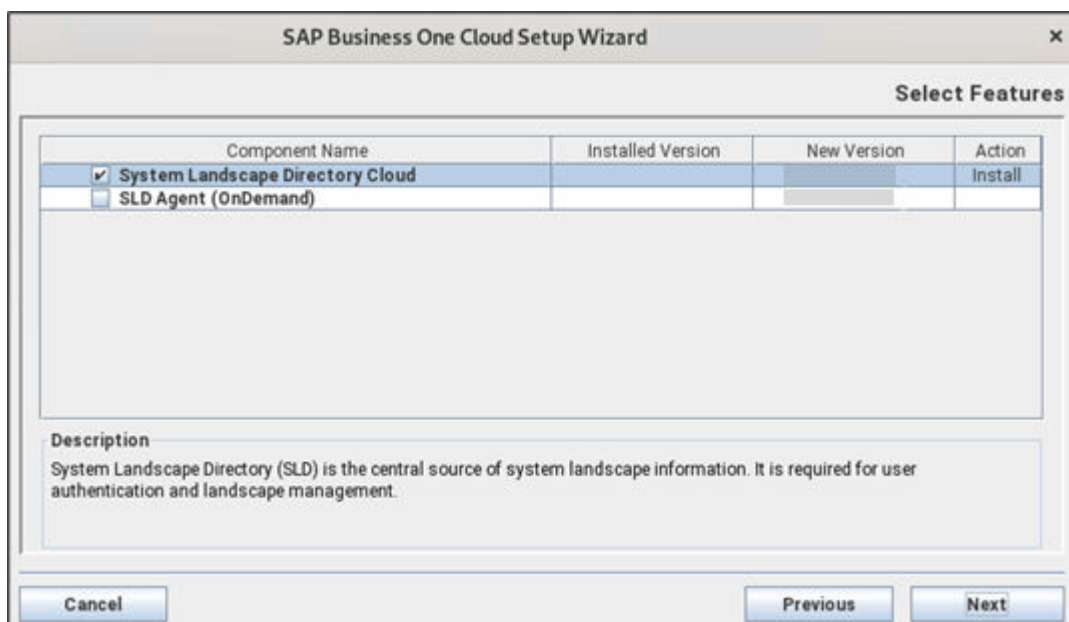 SAP Business One Cloud Setup Wizard
Select Features
Component Name Installed Version New Version Action
System Landscape Directory Cloud Install
SLD Agent (OnDemand)
Description
System Landscape Directory (SLD) is the central source of system landscape information. It is required for user
authentication and landscape management.
Cancel Previous Next